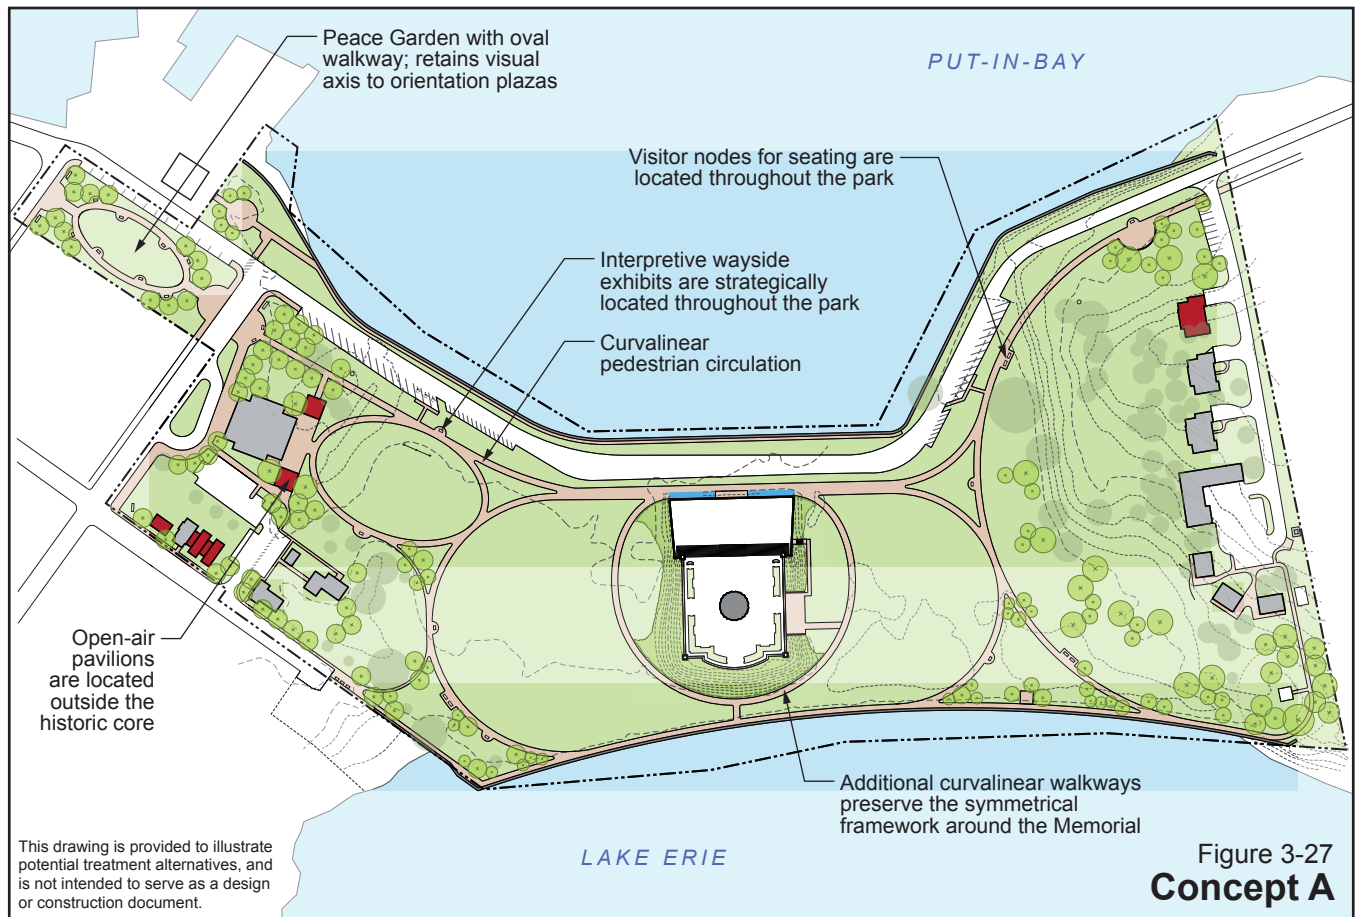 Peace Garden with oval
walkway; retains visual
axis to orientation plazas
PUT-IN-BAY
Visitor nodes for seating are
located throughout the park
Interpretive wayside
exhibits are strategically
located throughout the park
Curvalinear
pedestrian circulation
Open-air
pavilions
are located
outside the
historic core
Additional curvalinear walkways
preserve the symmetrical
framework around the Memorial
LAKE ERIE
This drawing is provided to illustrate
potential treatment alternatives, and
is not intended to serve as a design
or construction document.
Figure 3-27
Concept A